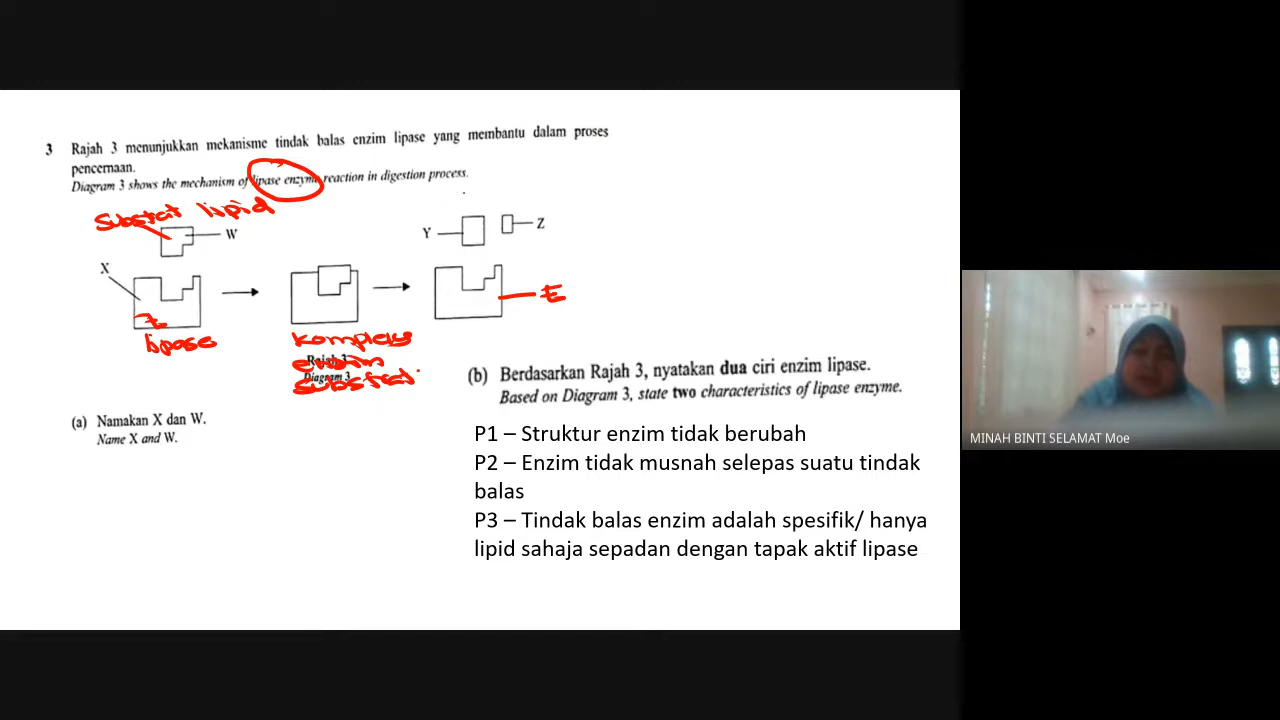 3 Rajah 3 menunjukkan mekanisme tindak balas enzim lipase yang membantu dalam proses
pencernaan.
Diagram 3 shows the mechanism of lipase enzyme reaction in digestion process.
Substrat lipid
W
Y
Z
X
E
lipase
kompleks
enzim
substrat
Rajah 3
Diagram 3
(a) Namakan X dan W.
Name X and W.
(b) Berdasarkan Rajah 3, nyatakan dua ciri enzim lipase.
Based on Diagram 3, state two characteristics of lipase enzyme.
P1 – Struktur enzim tidak berubah
P2 – Enzim tidak musnah selepas suatu tindak
balas
P3 – Tindak balas enzim adalah spesifik/ hanya
lipid sahaja sepadan dengan tapak aktif lipase
MINAH BINTI SELAMAT Moe